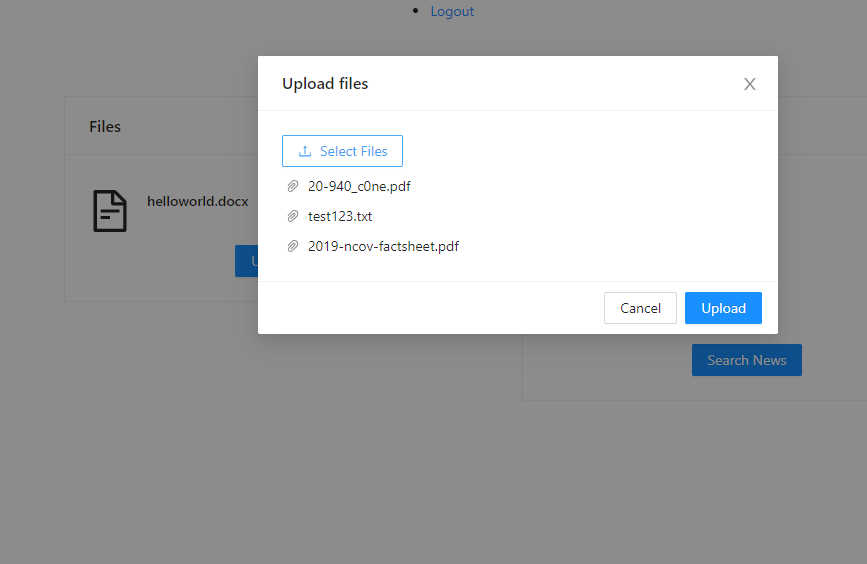 Logout
Upload files
Files
Select Files
20-940_c0ne.pdf
helloworld.docx
test123.txt
2019-ncov-factsheet.pdf
Cancel
Upload
Search News